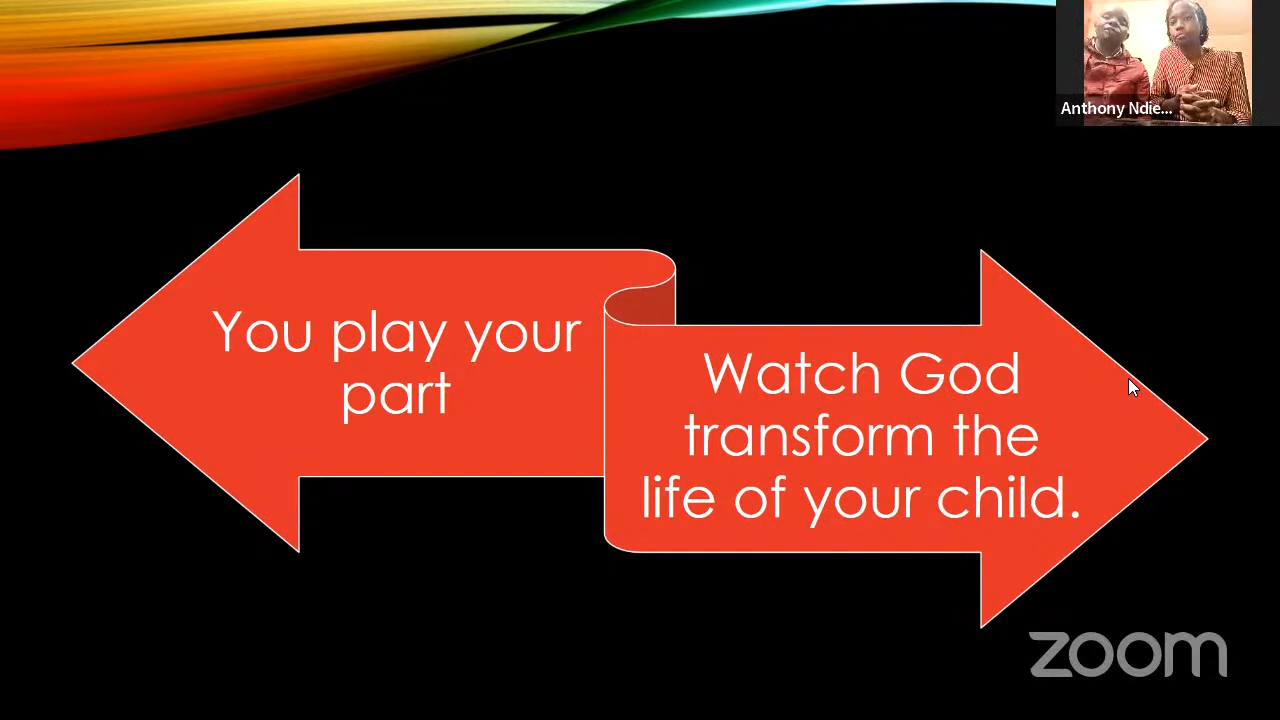 Anthony Ndie...
You play your
part
Watch God
transform the
life of your child.
zoom